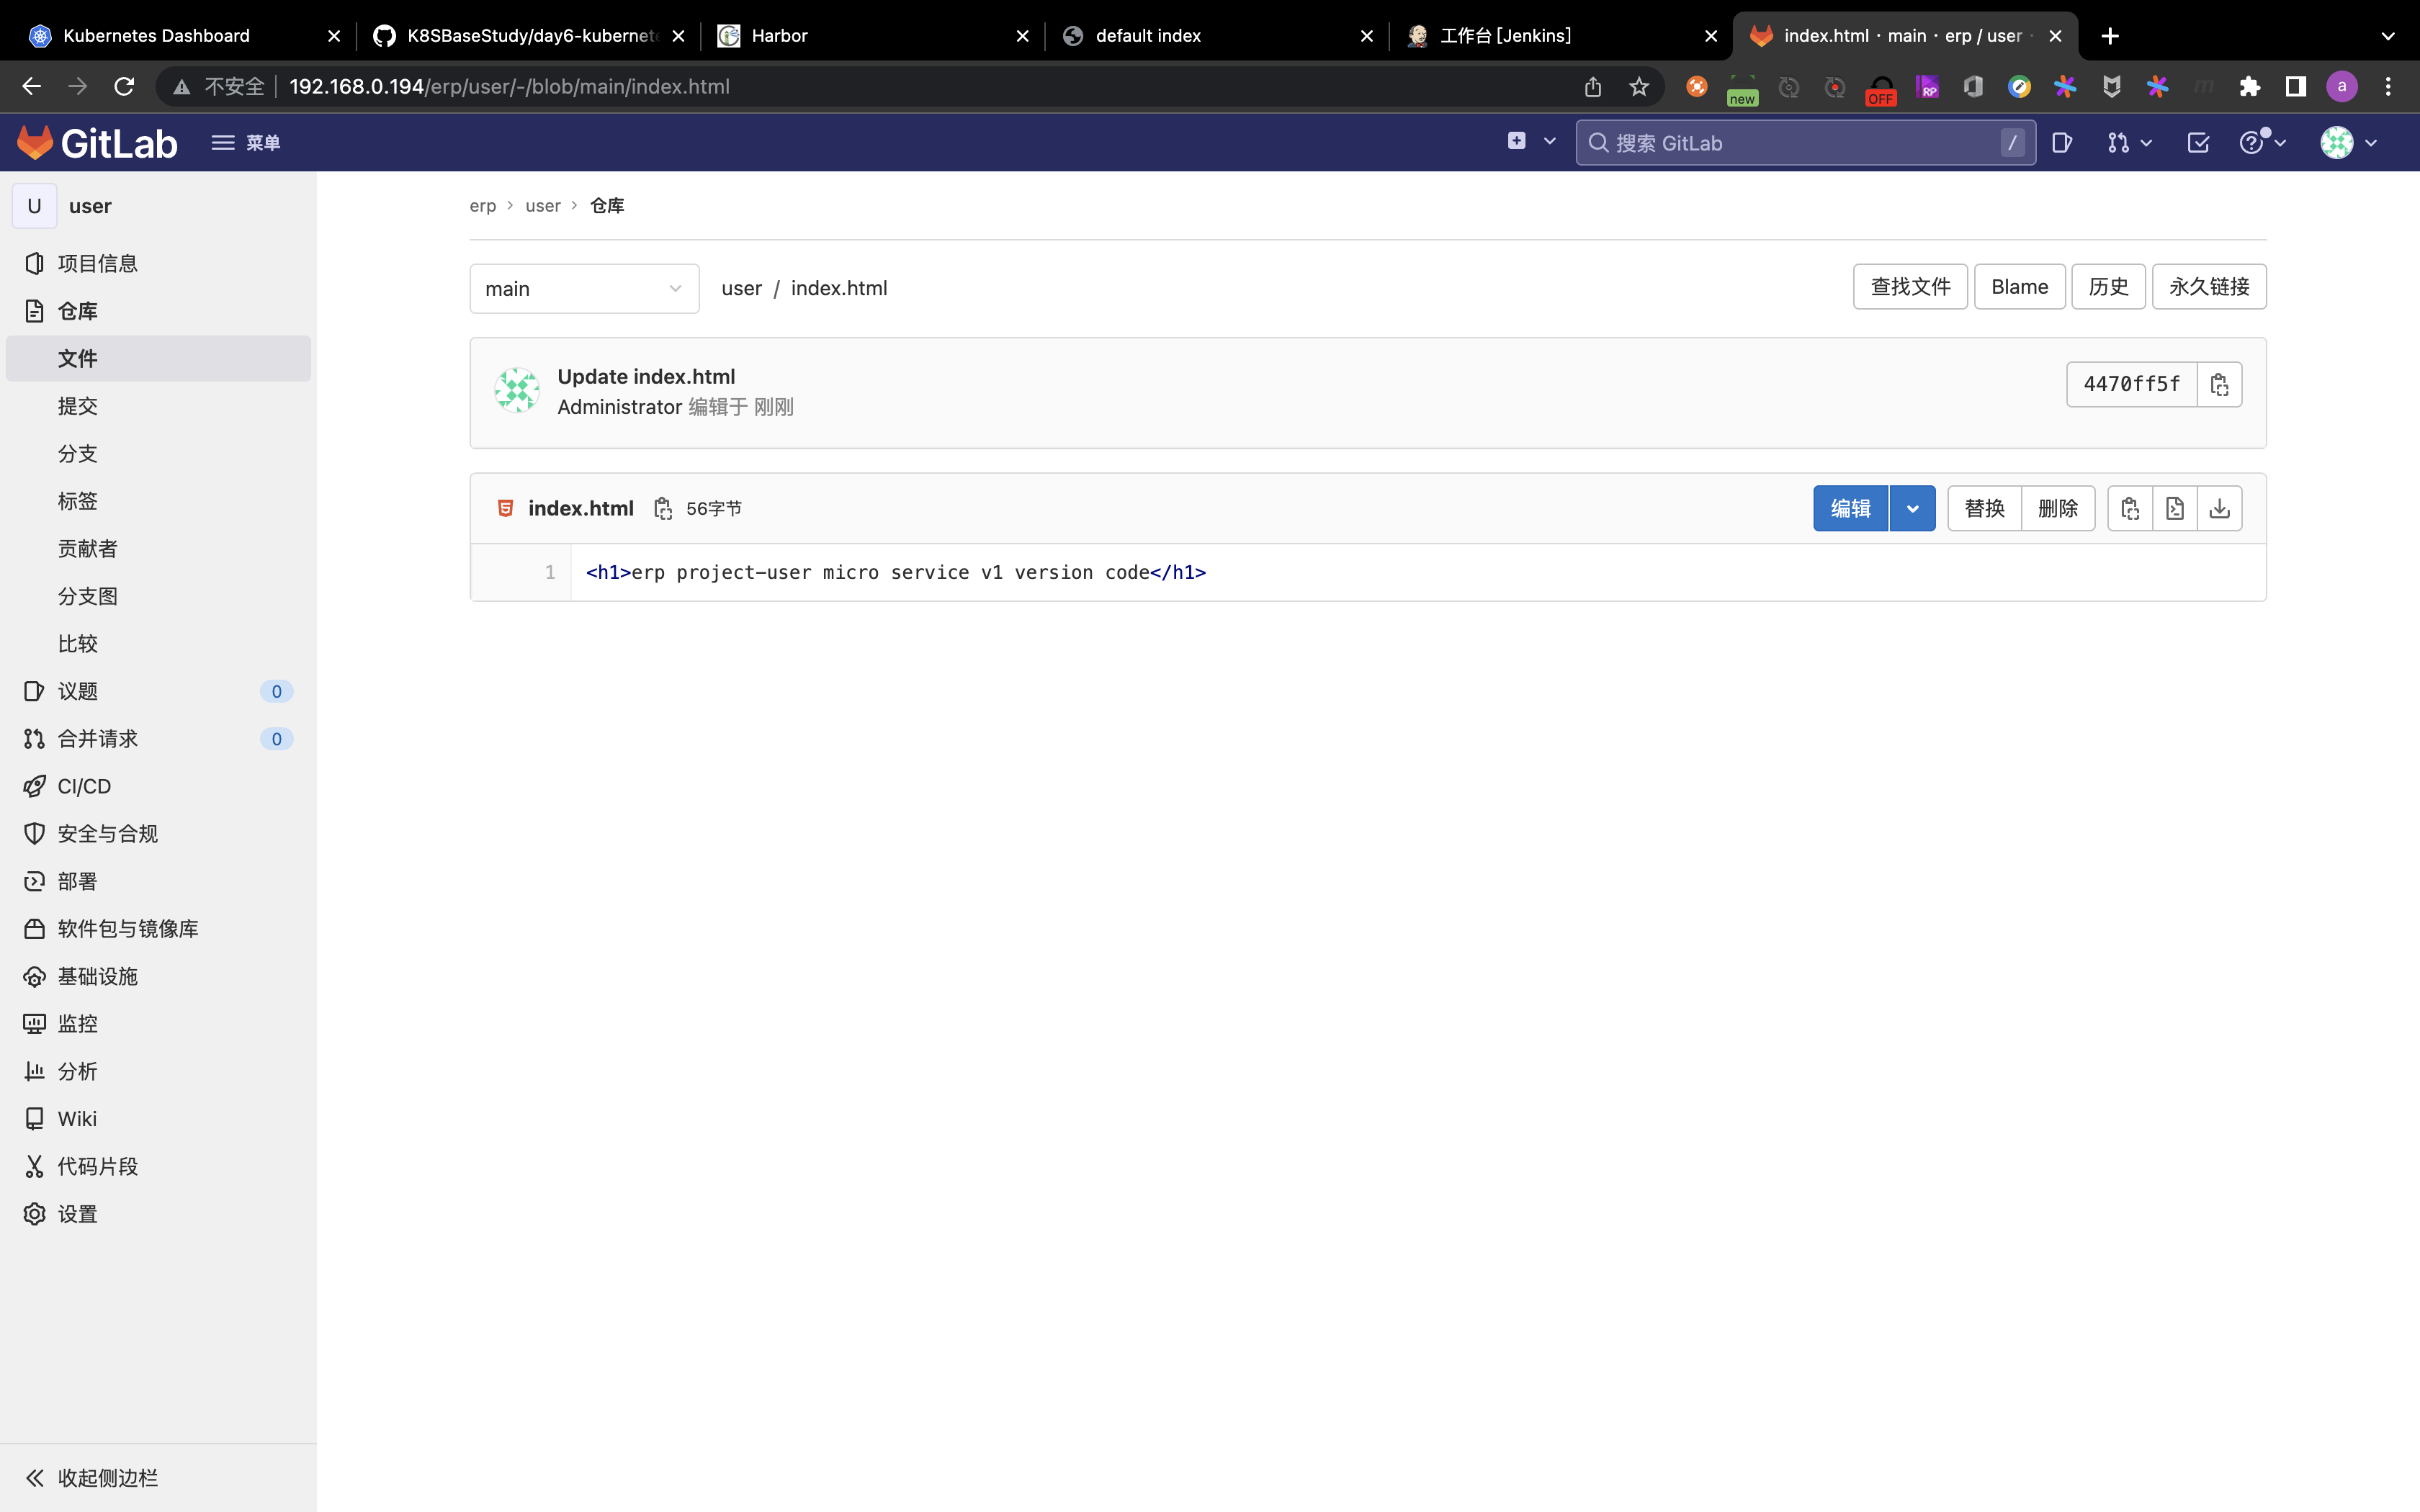 Kubernetes Dashboard
K8SBaseStudy/day6-kubernete
Harbor
default index
工作台 [Jenkins]
index.html · main · erp / user ·
不安全
192.168.0.194/erp/user/-/blob/main/index.html
new
OFF
RP
m
a
GitLab
菜单
搜索 GitLab
/
U
user
项目信息
仓库
文件
提交
分支
标签
贡献者
分支图
比较
议题
0
合并请求
0
CI/CD
安全与合规
部署
软件包与镜像库
基础设施
监控
分析
Wiki
代码片段
设置
收起侧边栏
erp > user > 仓库
main
user / index.html
查找文件
Blame
历史
永久链接
Update index.html
Administrator 编辑于 刚刚
4470ff5f
index.html
56字节
编辑
替换
删除
1
<h1>erp project-user micro service v1 version code</h1>